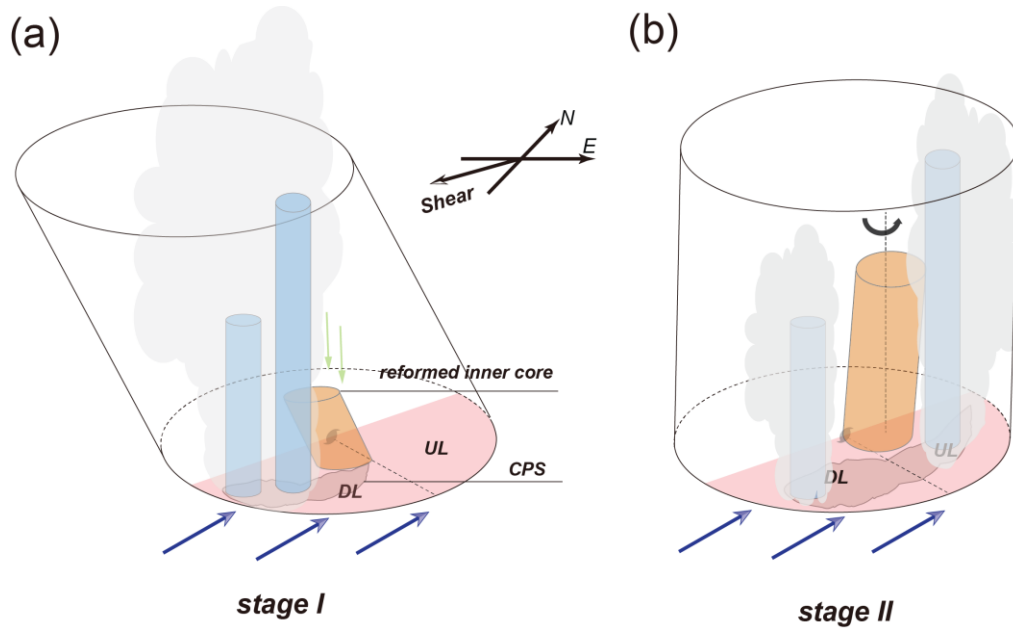 (a)
(b)
N
E
Shear
reformed inner core
UL
CPS
DL
UL
DL
stage I
stage II